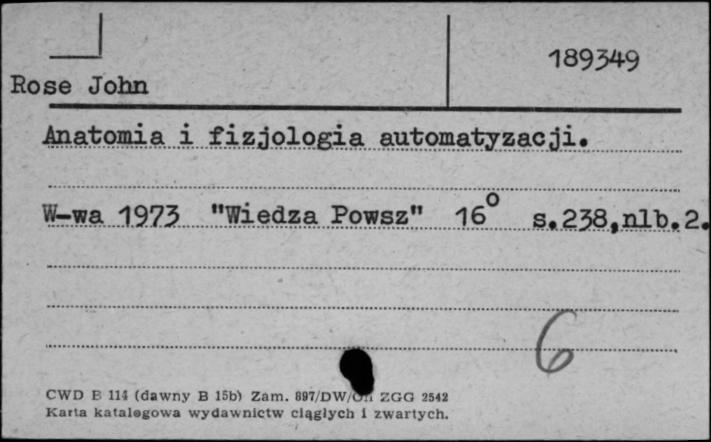 189349
Rose John
Anatomia i fizjologia automatyzacji.
W-wa 1973 "Wiedza Powsz" 16° s.238,nlb.2.
6
CWD B 114 (dawny B 15b) Zam. 897/DW/ ZGG 2542
Karta katalogowa wydawnictw ciągłych i zwartych.